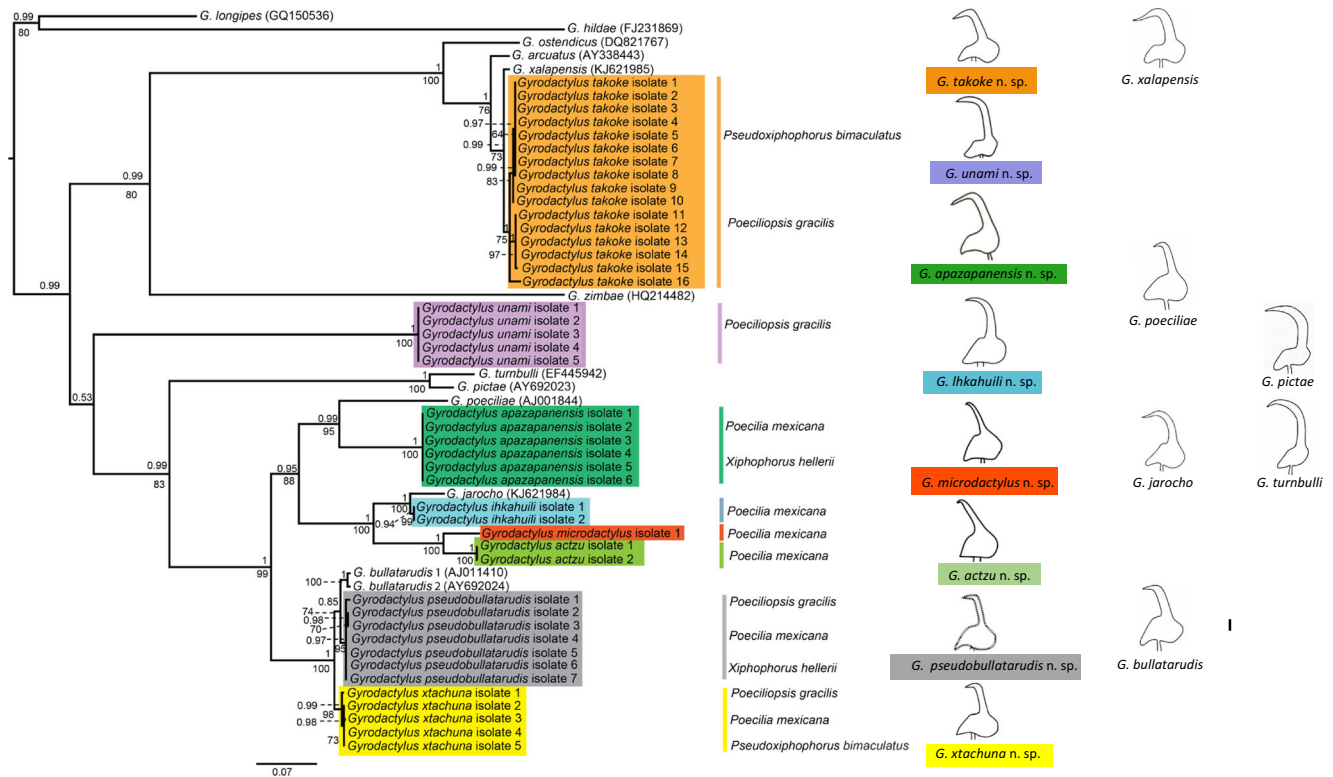 0.99
80
G. longipes (GQ150536)
G. hildae (FJ231869)
G. ostendicus (DQ821767)
G. arcuatus (AY338443)
G. xalapensis (KJ621985)
1
100
Gyrodactylus takoke isolate 1
Gyrodactylus takoke isolate 2
Gyrodactylus takoke isolate 3
Gyrodactylus takoke isolate 4
Gyrodactylus takoke isolate 5
Gyrodactylus takoke isolate 6
Gyrodactylus takoke isolate 7
Gyrodactylus takoke isolate 8
Gyrodactylus takoke isolate 9
Gyrodactylus takoke isolate 10
Gyrodactylus takoke isolate 11
Gyrodactylus takoke isolate 12
Gyrodactylus takoke isolate 13
Gyrodactylus takoke isolate 14
Gyrodactylus takoke isolate 15
Gyrodactylus takoke isolate 16
1
76
0.97
64
0.99
73
0.99
83
1
75
97
Pseudoxiphophorus bimaculatus
Poeciliopsis gracilis
0.99
80
G. zimbae (HQ214482)
0.99
Gyrodactylus unami isolate 1
Gyrodactylus unami isolate 2
Gyrodactylus unami isolate 3
Gyrodactylus unami isolate 4
Gyrodactylus unami isolate 5
1
100
Poeciliopsis gracilis
0.53
G. turnbulli (EF445942)
G. pictae (AY692023)
1
100
G. poeciliae (AJ001844)
0.99
95
Gyrodactylus apazapanensis isolate 1
Gyrodactylus apazapanensis isolate 2
Gyrodactylus apazapanensis isolate 3
Gyrodactylus apazapanensis isolate 4
Gyrodactylus apazapanensis isolate 5
Gyrodactylus apazapanensis isolate 6
1
100
Poecilia mexicana
Xiphophorus hellerii
0.99
83
0.95
88
G. jarocho (KJ621984)
Gyrodactylus ihkahuili isolate 1
Gyrodactylus ihkahuili isolate 2
1
100
0.94
99
1
100
Poecilia mexicana
Gyrodactylus microdactylus isolate 1
Poecilia mexicana
Gyrodactylus actzu isolate 1
Gyrodactylus actzu isolate 2
1
100
1
100
Poecilia mexicana
1
99
G. bullatarudis 1 (AJ011410)
G. bullatarudis 2 (AY692024)
1
100
Gyrodactylus pseudobullatarudis isolate 1
Gyrodactylus pseudobullatarudis isolate 2
Gyrodactylus pseudobullatarudis isolate 3
Gyrodactylus pseudobullatarudis isolate 4
Gyrodactylus pseudobullatarudis isolate 5
Gyrodactylus pseudobullatarudis isolate 6
Gyrodactylus pseudobullatarudis isolate 7
0.85
74
0.98
70
0.97
95
1
100
Poeciliopsis gracilis
Poecilia mexicana
Xiphophorus hellerii
Gyrodactylus xtachuna isolate 1
Gyrodactylus xtachuna isolate 2
Gyrodactylus xtachuna isolate 3
Gyrodactylus xtachuna isolate 4
Gyrodactylus xtachuna isolate 5
0.99
98
0.98
73
Poeciliopsis gracilis
Poecilia mexicana
Pseudoxiphophorus bimaculatus
0.07
G. takoke n. sp.
G. xalapensis
G. unami n. sp.
G. apazapanensis n. sp.
G. poeciliae
G. lhkahuili n. sp.
G. pictae
G. microdactylus n. sp.
G. jarocho
G. turnbulli
G. actzu n. sp.
G. pseudobullatarudis n. sp.
G. bullatarudis
G. xtachuna n. sp.